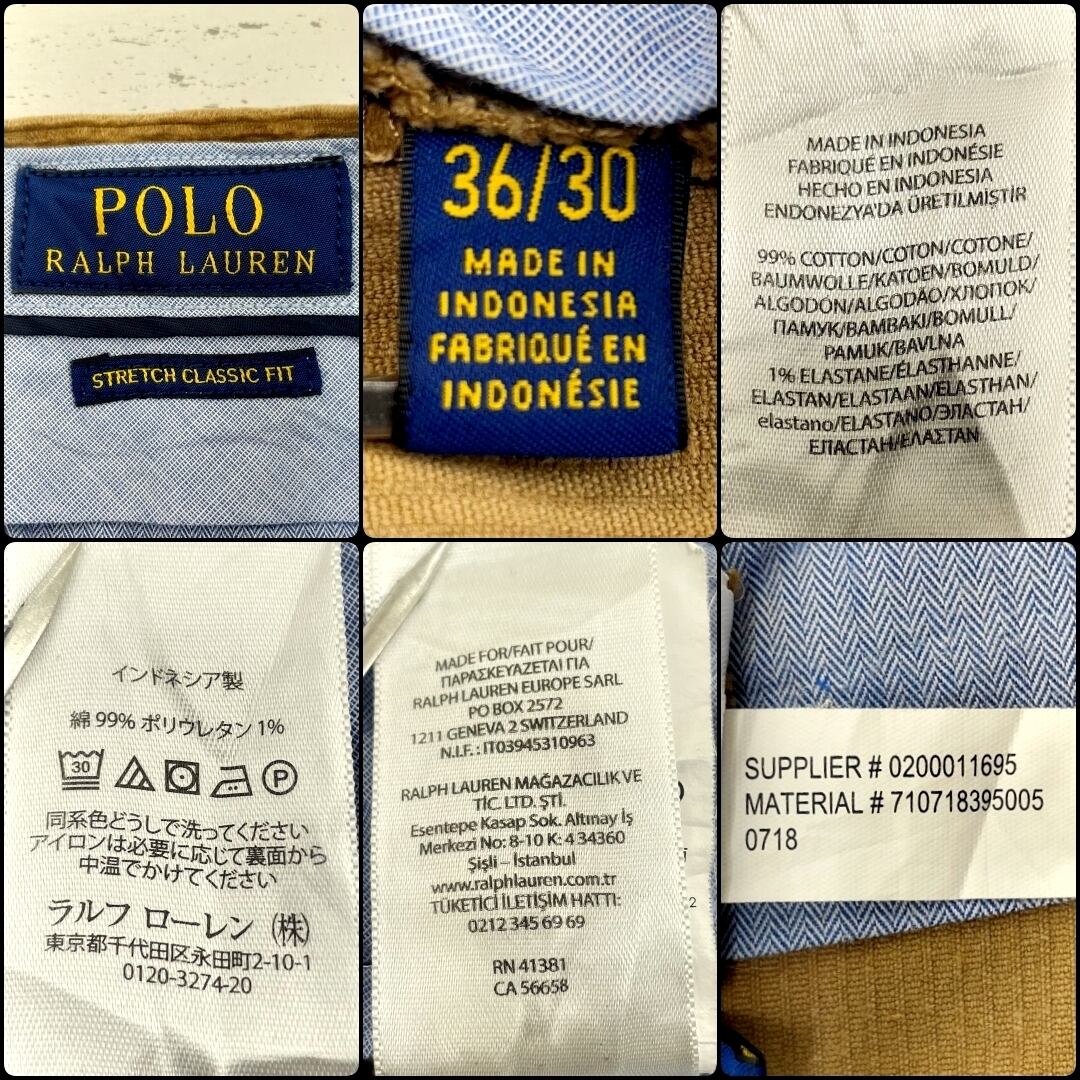 POLO
RALPH LAUREN
STRETCH CLASSIC FIT
36/30
MADE IN
INDONESIA
FABRIQUÉ EN
INDONÉSIE
MADE IN INDONESIA
FABRIQUÉ EN INDONÉSIE
HECHO EN INDONESIA
ENDONEZYA'DA ÜRETİLMİŞTİR
99% COTTON/COTON/COTONE/
BAUMWOLLE/KATOEN/BOMULD/
ALGODÓN/ALGODÃO/ХЛОПОК/
ПАМУК/ΒΑΜΒΑΚΙ/BOMULL/
PAMUK/BAVLNA
1% ELASTANE/ÉLASTHANNE/
ELASTAN/ELASTAAN/ELASTHAN/
elastano/ELASTANO/ЭЛАСТАН/
ЕЛАСТАН/ΕΛΑΣΤΑΝ
インドネシア製
綿 99% ポリウレタン 1%
30 P
同系色どうしで洗ってください
アイロンは必要に応じて裏面から
中温でかけてください
ラルフ ローレン (株)
東京都千代田区永田町2-10-1
0120-3274-20
MADE FOR/FAIT POUR/
ΠΑΡΑΣΚΕΥΑΖΕΤΑΙ ΓΙΑ
RALPH LAUREN EUROPE SARL
PO BOX 2572
1211 GENEVA 2 SWITZERLAND
N.I.F.: IT03945310963
RALPH LAUREN MAĞAZACILIK VE
TİC. LTD. ŞTİ.
Esentepe Kasap Sok. Altınay İş
Merkezi No: 8-10 K: 4 34360
Şişli – İstanbul
www.ralphlauren.com.tr
TÜKETİCİ İLETİŞİM HATTI:
0212 345 69 69
RN 41381
CA 56658
SUPPLIER # 0200011695
MATERIAL # 710718395005
0718